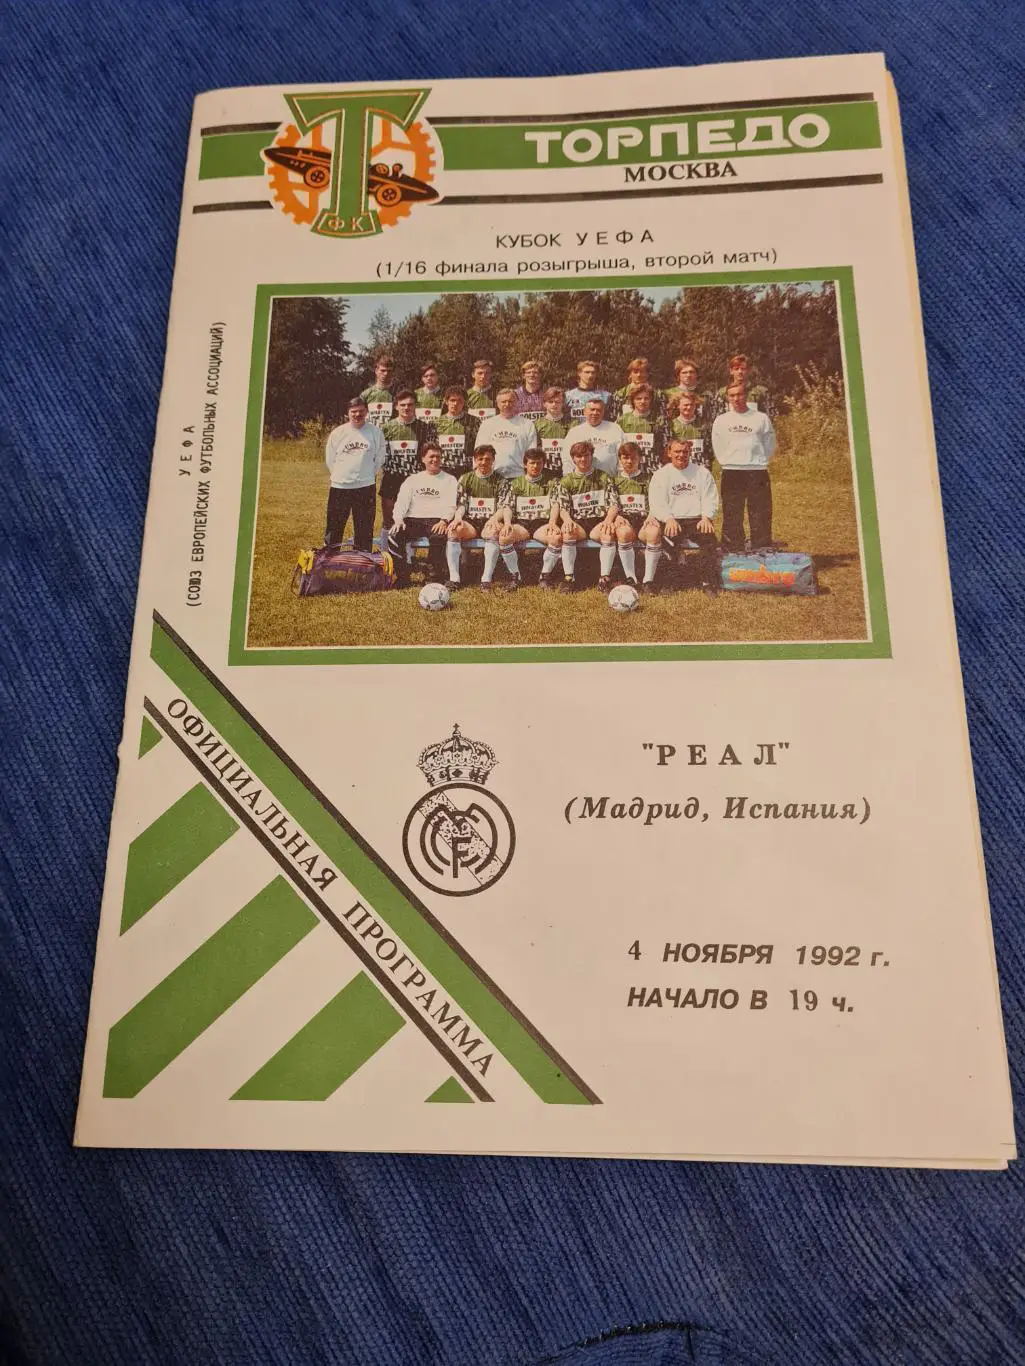 ТОРПЕДО
МОСКВА
ФК
КУБОК УЕФА
(1/16 финала розыгрыша, второй матч)
УЕФА
(СОЮЗ ЕВРОПЕЙСКИХ ФУТБОЛЬНЫХ АССОЦИАЦИЙ)
ОФИЦИАЛЬНАЯ ПРОГРАММА
"РЕАЛ"
(Мадрид, Испания)
4 НОЯБРЯ 1992 г.
НАЧАЛО В 19 ч.